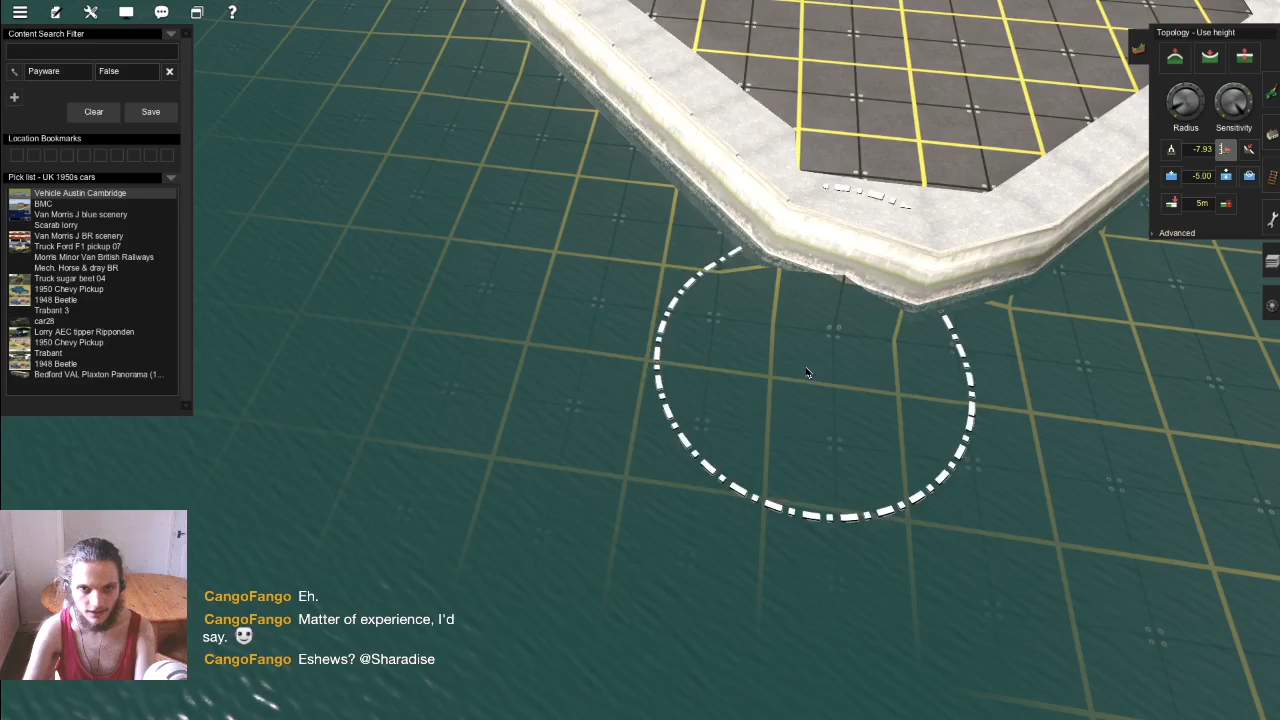 Content Search Filter
Payware False
Clear Save
Location Bookmarks
Pick list - UK 1950s cars
Vehicle Austin Cambridge
BMC
Van Morris J blue scenery
Scarab lorry
Van Morris J BR scenery
Truck Ford F1 pickup 07
Morris Minor Van British Railways
Mech. Horse & dray BR
Truck sugar beet 04
1950 Chevy Pickup
1948 Beetle
Trabant 3
car28
Lorry AEC tipper Ripponden
1950 Chevy Pickup
Trabant
1948 Beetle
Bedford VAL Plaxton Panorama (1...
Topology - Use height
Radius Sensitivity
-7.93
-5.00
5m
Advanced
CangoFango Eh.
CangoFango Matter of experience, I'd
say.
CangoFango Eshews? @Sharadise